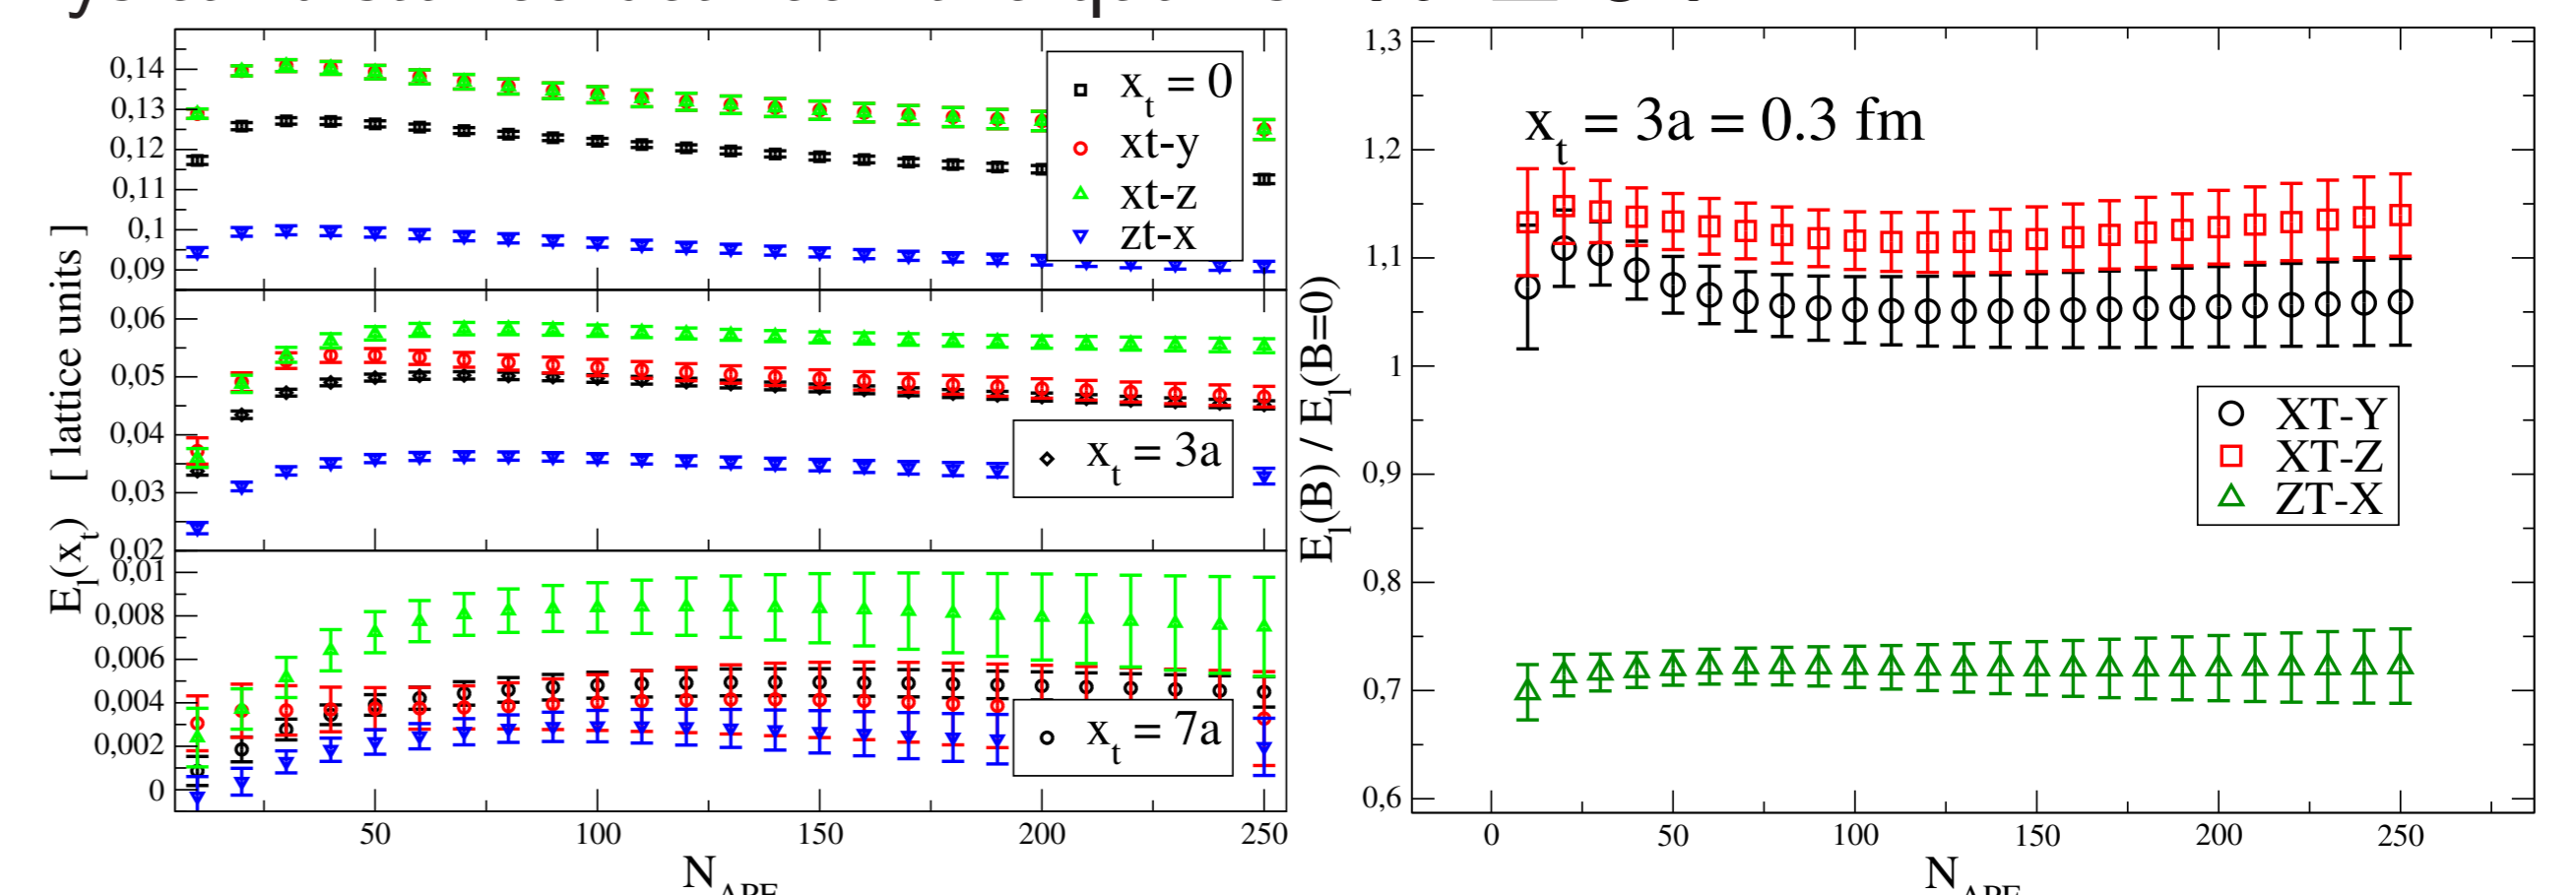 0,14
0,13
0,12
0,11
0,1
0,09
x_t = 0
xt-y
xt-z
zt-x
0,06
0,05
0,04
0,03
0,02
x_t = 3a
0,01
0,008
0,006
0,004
0,002
0
x_t = 7a
50 100 150 200 250
N_APE
E_l(x_t) [ lattice units ]
1,3
1,2
1,1
1
0,9
0,8
0,7
0,6
x_t = 3a = 0.3 fm
XT-Y
XT-Z
ZT-X
0 50 100 150 200 250
N_APE
E_l(B) / E_l(B=0)